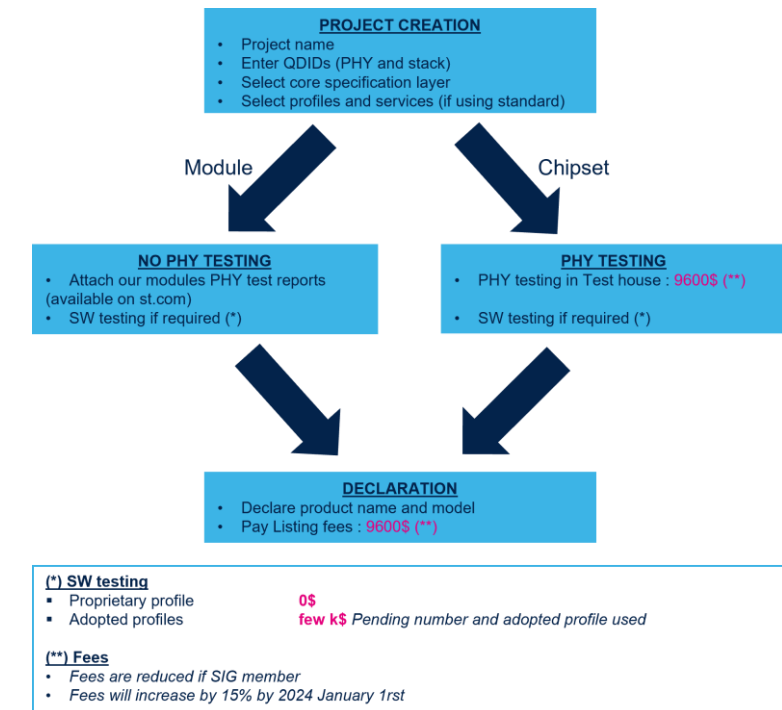 PROJECT CREATION
• Project name
• Enter QDIDs (PHY and stack)
• Select core specification layer
• Select profiles and services (if using standard)
Module
Chipset
NO PHY TESTING
• Attach our modules PHY test reports
(available on st.com)
• SW testing if required (*)
PHY TESTING
• PHY testing in Test house : 9600$ (**)
• SW testing if required (*)
DECLARATION
• Declare product name and model
• Pay Listing fees : 9600$ (**)
(*) SW testing
▪ Proprietary profile 0$
▪ Adopted profiles few k$ Pending number and adopted profile used
(**) Fees
• Fees are reduced if SIG member
• Fees will increase by 15% by 2024 January 1rst